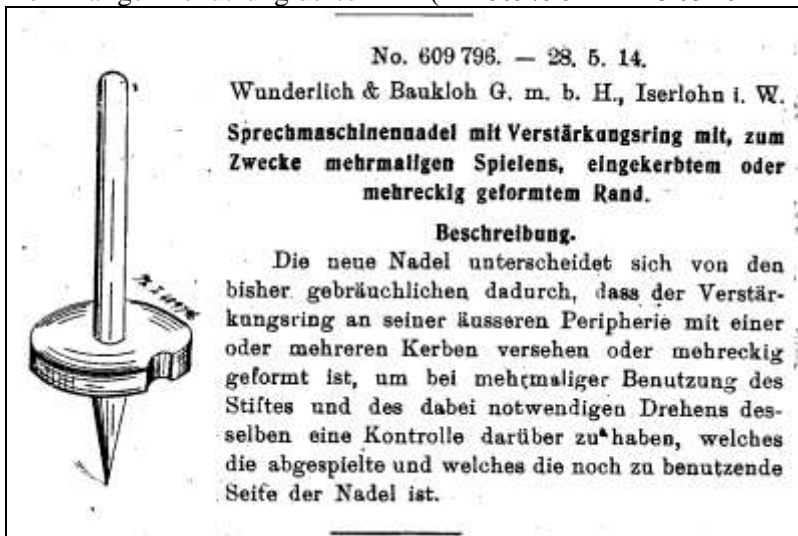 No. 609 796. — 28. 5. 14.
Wunderlich & Baukloh G. m. b. H., Iserlohn i. W.
Sprechmaschinennadel mit Verstärkungsring mit, zum
Zwecke mehrmaligen Spielens, eingekerbtem oder
mehreckig geformtem Rand.
Beschreibung.
Die neue Nadel unterscheidet sich von den
bisher gebräuchlichen dadurch, dass der Verstär-
kungsring an seiner äusseren Peripherie mit einer
oder mehreren Kerben versehen oder mehreckig
geformt ist, um bei mehrmaliger Benutzung des
Stiftes und des dabei notwendigen Drehens des-
selben eine Kontrolle darüber zu haben, welches
die abgespielte und welches die noch zu benutzende
Seife der Nadel ist.